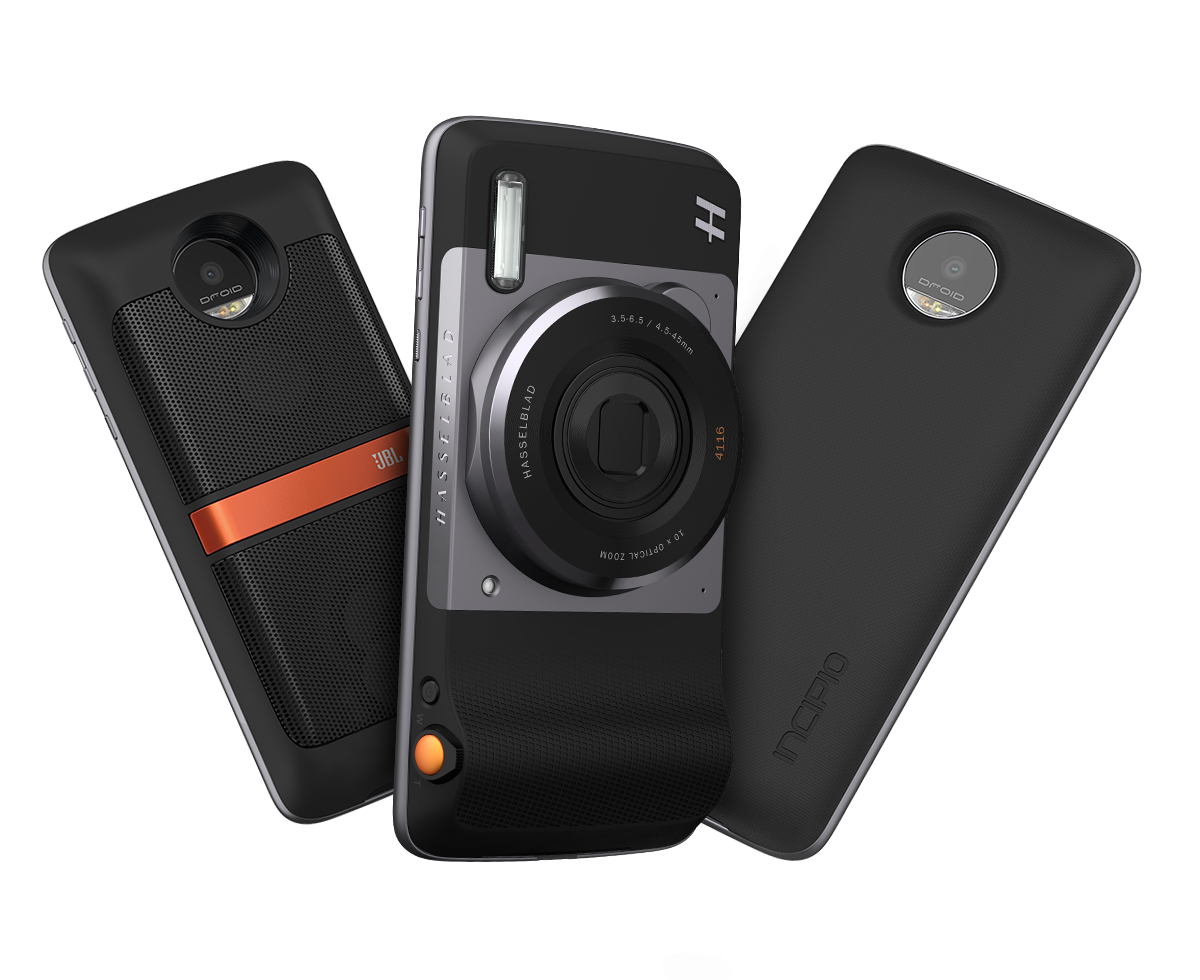 DROID
JBL
H
HASSELBLAD
3.5-6.5 / 4.5-45mm
HASSELBLAD
4116
10 x OPTICAL ZOOM
W
T
DROID
INCIPIO